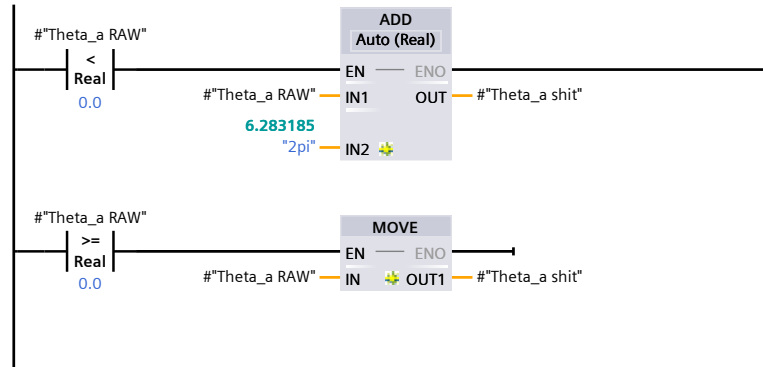 #"Theta_a RAW"
<
Real
0.0
ADD
Auto (Real)
EN
ENO
#"Theta_a RAW"
IN1
OUT
#"Theta_a shit"
6.283185
"2pi"
IN2
#"Theta_a RAW"
>=
Real
0.0
MOVE
EN
ENO
#"Theta_a RAW"
IN
OUT1
#"Theta_a shit"